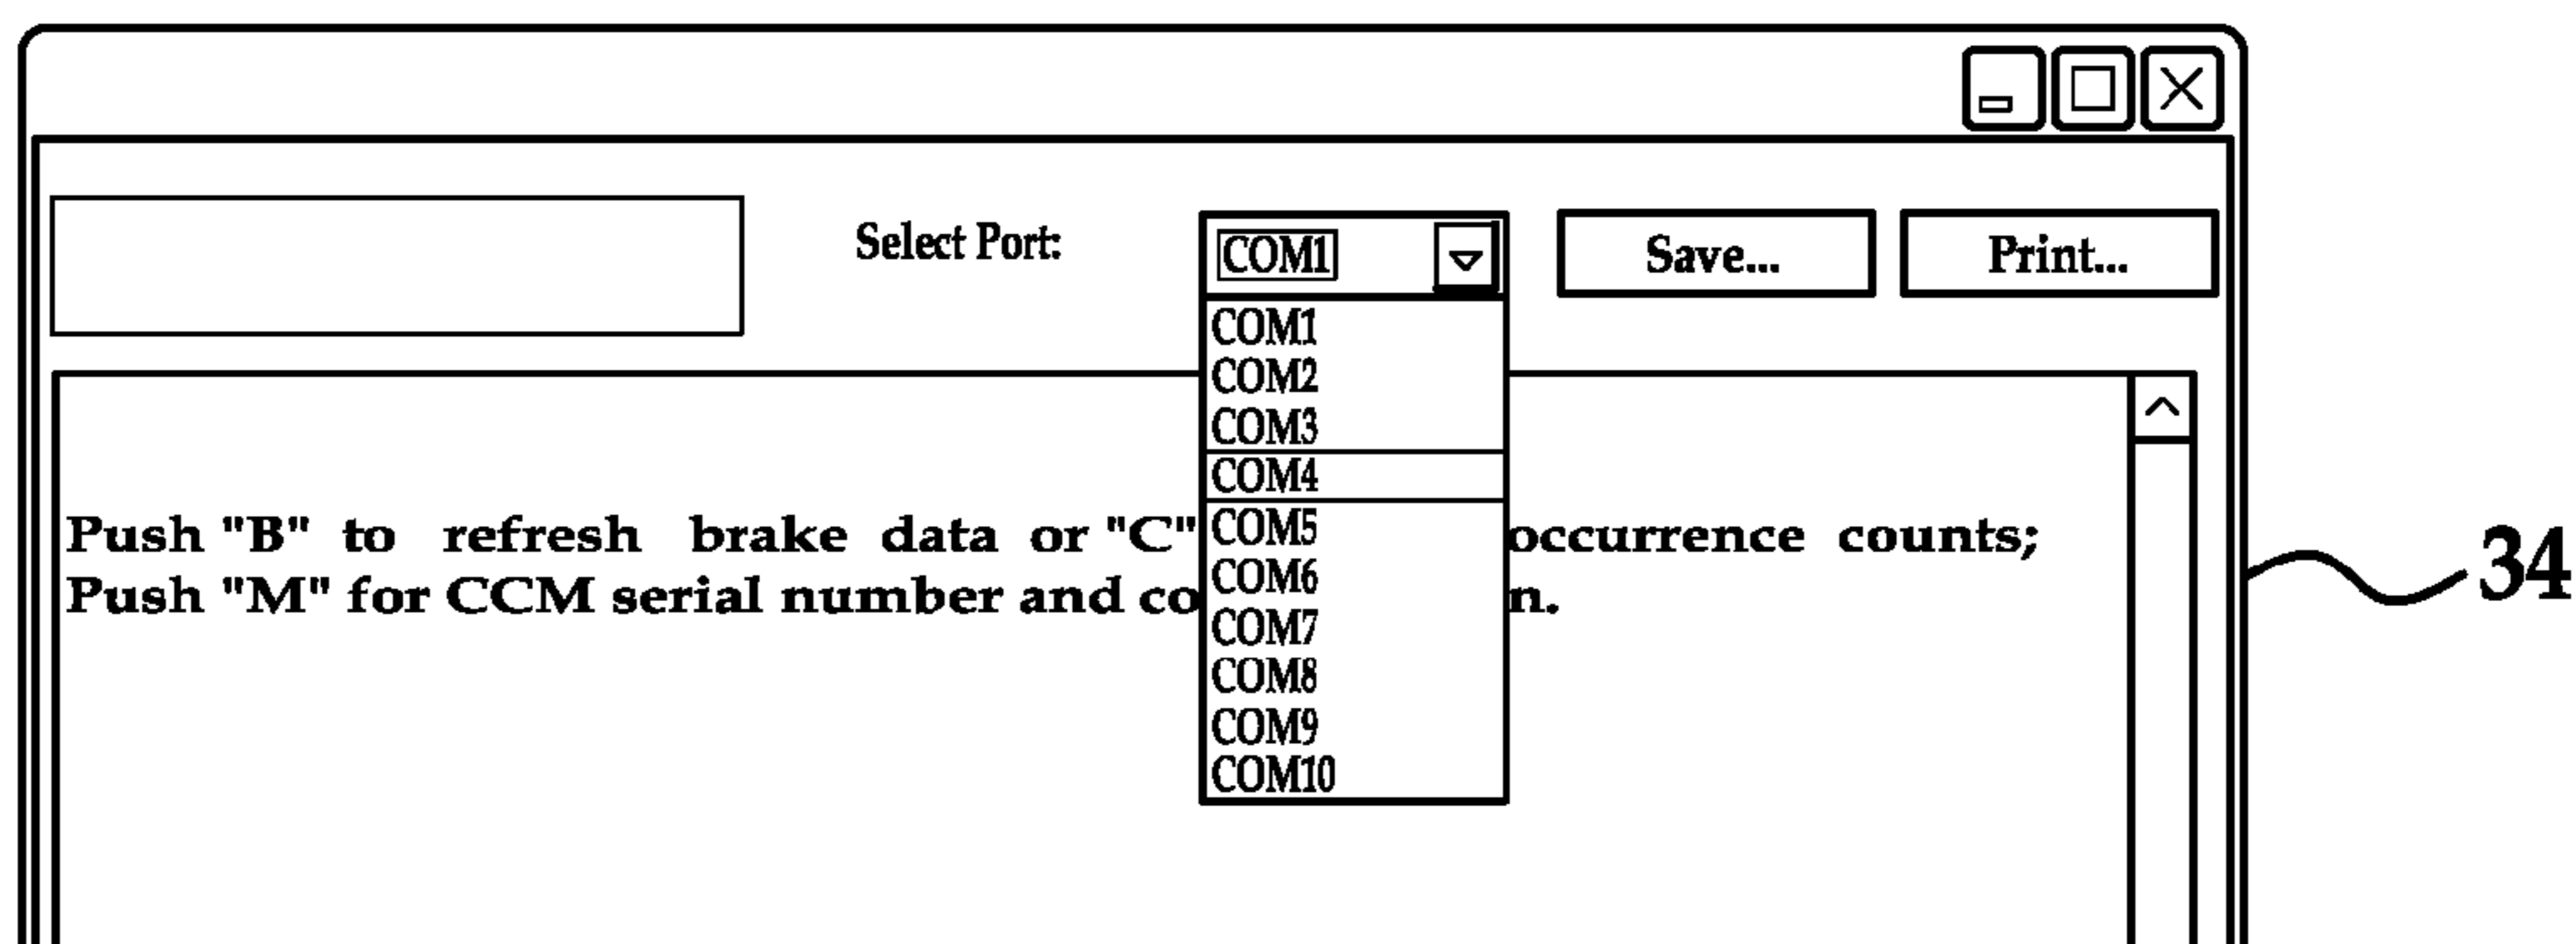 Select Port:
COM1
Save...
Print...
COM1
COM2
COM3
COM4
COM5
COM6
COM7
COM8
COM9
COM10
Push "B" to refresh brake data or "C" occurrence counts;
Push "M" for CCM serial number and
34